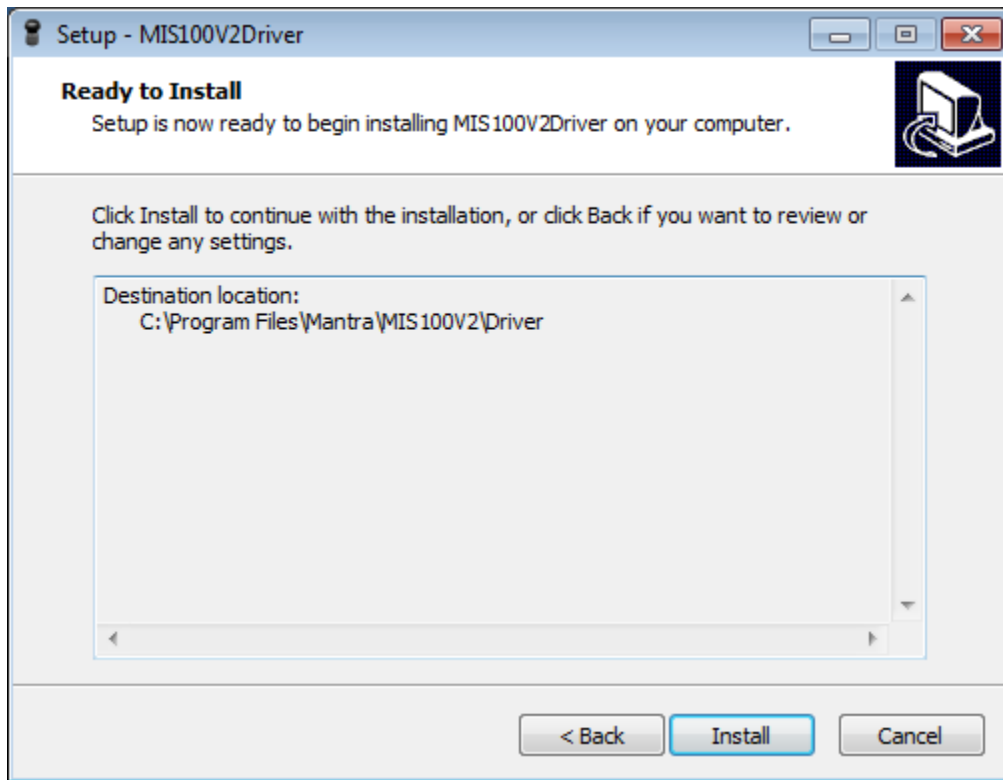 Setup - MIS100V2Driver
Ready to Install
Setup is now ready to begin installing MIS100V2Driver on your computer.
Click Install to continue with the installation, or click Back if you want to review or
change any settings.
Destination location:
C:\Program Files\Mantra\MIS100V2\Driver
< Back
Install
Cancel